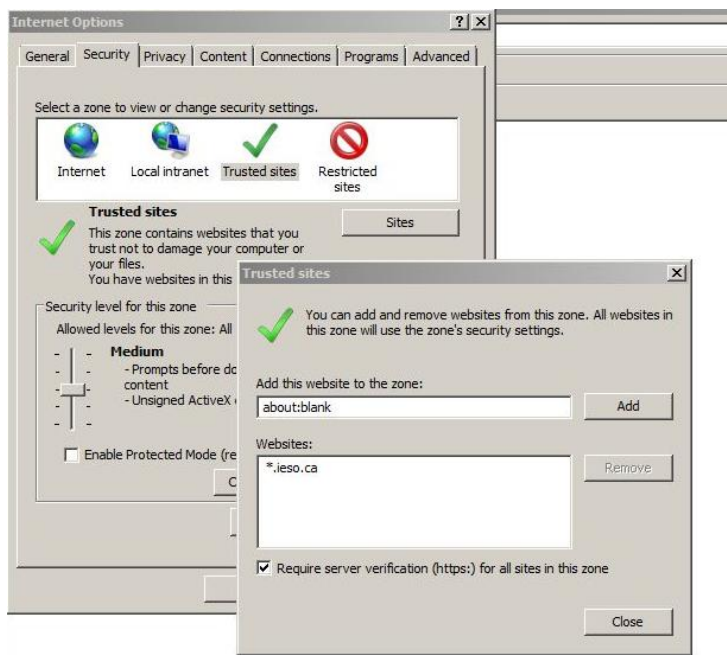 Internet Options
General Security Privacy Content Connections Programs Advanced
Select a zone to view or change security settings.
Internet Local intranet Trusted sites Restricted
sites
Trusted sites
Sites
This zone contains websites that you
trust not to damage your computer or
your files.
You have websites in this
Security level for this zone
Allowed levels for this zone: All
Medium
- Prompts before do
content
- Unsigned ActiveX
Enable Protected Mode (re
Trusted sites
You can add and remove websites from this zone. All websites in
this zone will use the zone's security settings.
Add this website to the zone:
about:blank
Add
Websites:
*.ieso.ca
Remove
Require server verification (https:) for all sites in this zone
Close